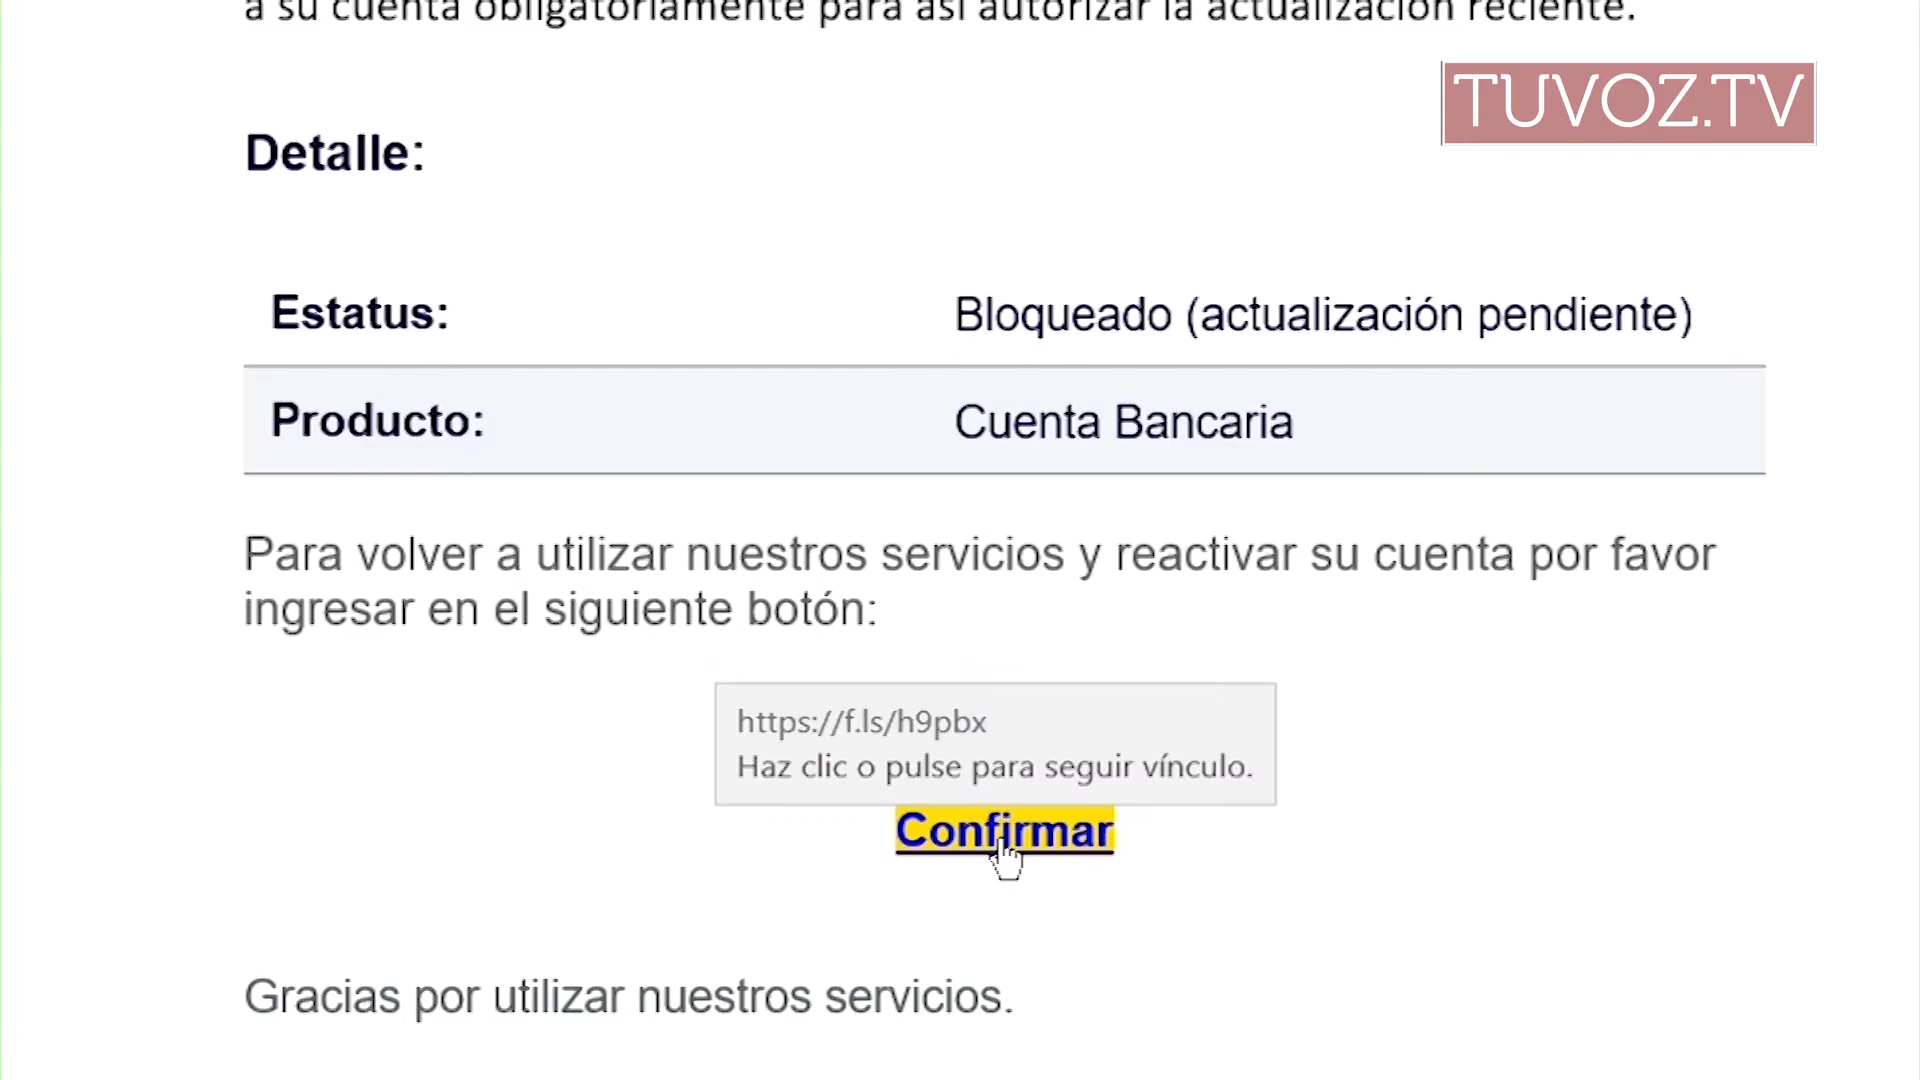 a su cuenta obligatoriamente para así autorizar la actualización reciente.
TUVOZ.TV
Detalle:
Estatus: Bloqueado (actualización pendiente)
Producto: Cuenta Bancaria
Para volver a utilizar nuestros servicios y reactivar su cuenta por favor
ingresar en el siguiente botón:
https://f.ls/h9pbx
Haz clic o pulse para seguir vínculo.
Confirmar
Gracias por utilizar nuestros servicios.